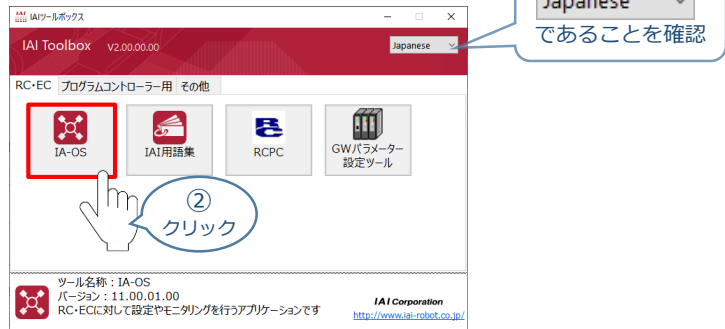 IAIツールボックス
IAI Toolbox V2.00.00.00
Japanese
Japanese
であることを確認
RC・EC プログラムコントローラー用 その他
IA-OS
IAI用語集
RCPC
GWパラメーター
設定ツール
②
クリック
ツール名称：IA-OS
バージョン：11.00.01.00
RC・ECに対して設定やモニタリングを行うアプリケーションです
IAI Corporation
http://www.iai-robot.co.jp/